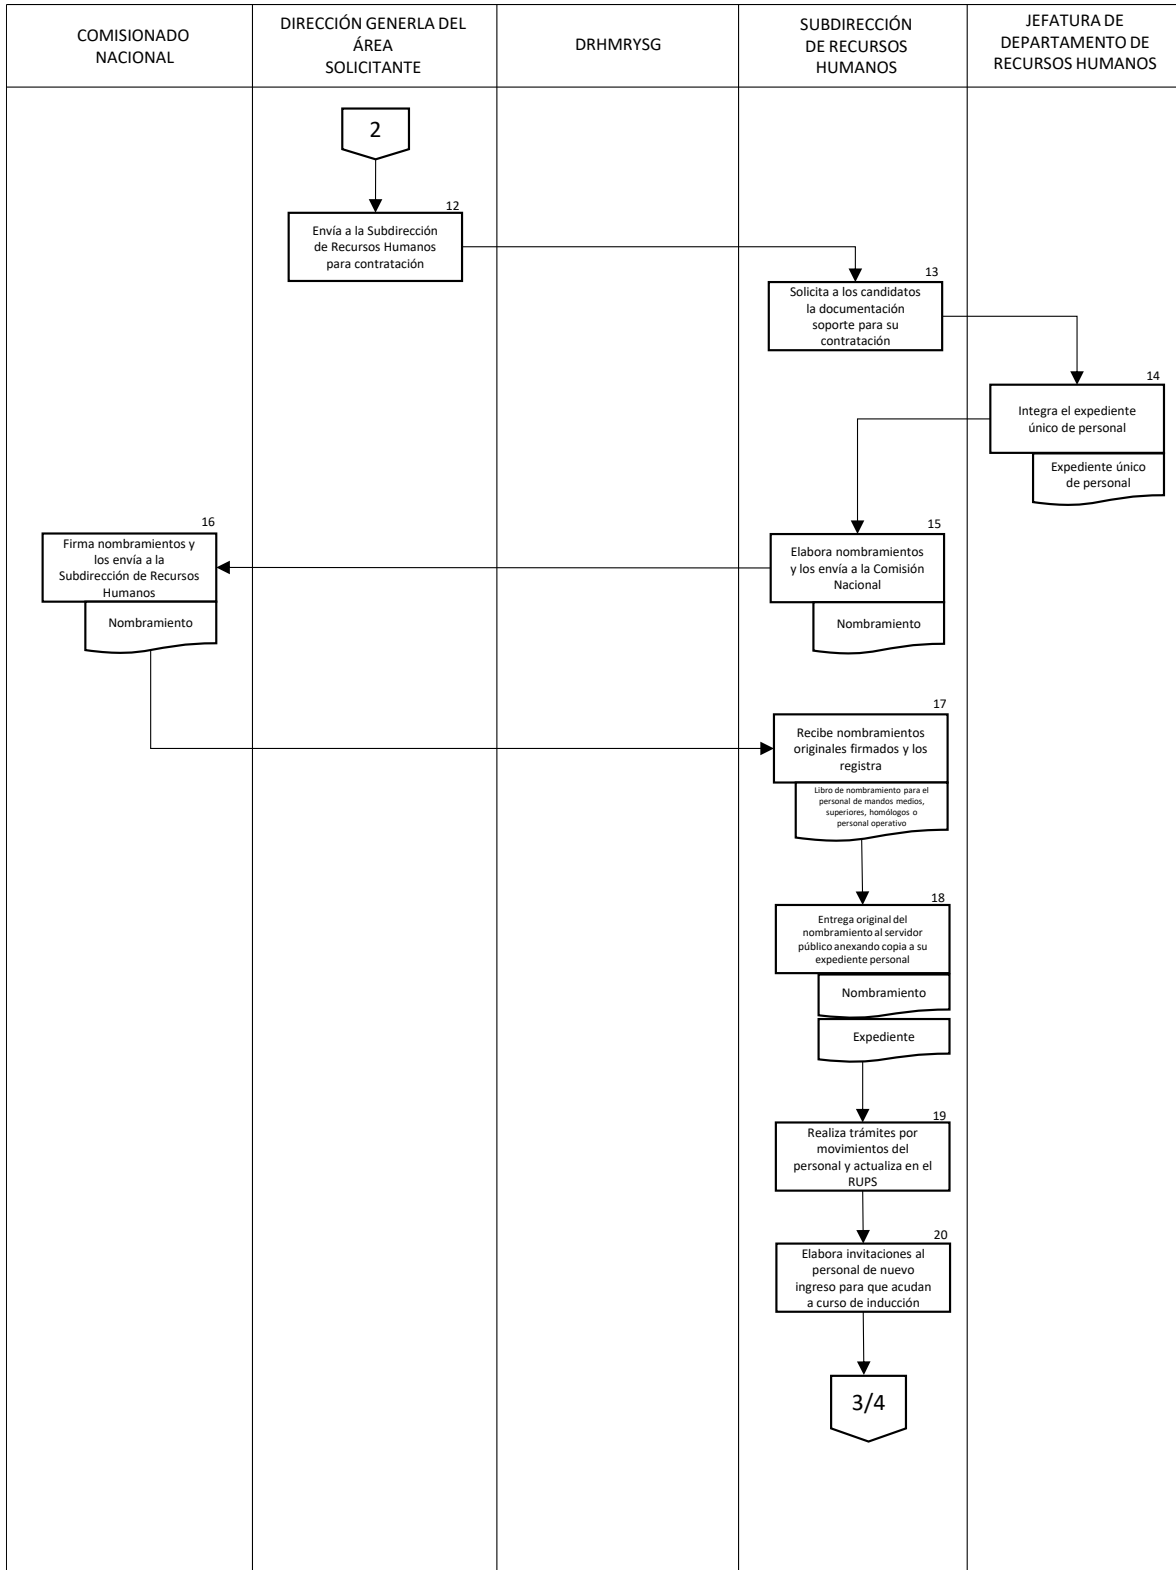 COMISIONADO
NACIONAL
DIRECCIÓN GENERLA DEL
ÁREA
SOLICITANTE
DRHMRYSG
SUBDIRECCIÓN
DE RECURSOS
HUMANOS
JEFATURA DE
DEPARTAMENTO DE
RECURSOS HUMANOS
2
12
Envía a la Subdirección
de Recursos Humanos
para contratación
13
Solicita a los candidatos
la documentación
soporte para su
contratación
14
Integra el expediente
único de personal
Expediente único
de personal
15
Elabora nombramientos
y los envía a la Comisión
Nacional
Nombramiento
16
Firma nombramientos y
los envía a la
Subdirección de Recursos
Humanos
Nombramiento
17
Recibe nombramientos
originales firmados y los
registra
Libro de nombramiento para el
personal de mandos medios,
superiores, homólogos o
personal operativo
18
Entrega original del
nombramiento al servidor
público anexando copia a su
expediente personal
Nombramiento
Expediente
19
Realiza trámites por
movimientos del
personal y actualiza en el
RUPS
20
Elabora invitaciones al
personal de nuevo
ingreso para que acudan
a curso de inducción
3/4